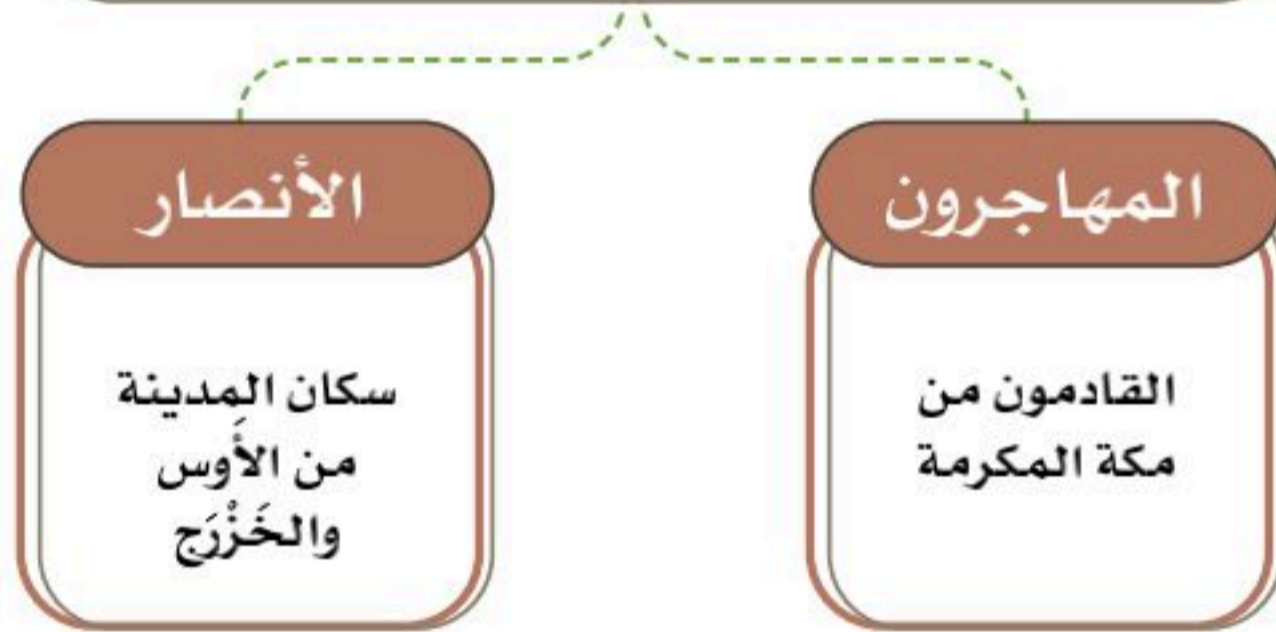 المهاجرون
القادمون من
مكة المكرمة
الأنصار
سكان المدينة
من الأَوس
والخَزْرَج